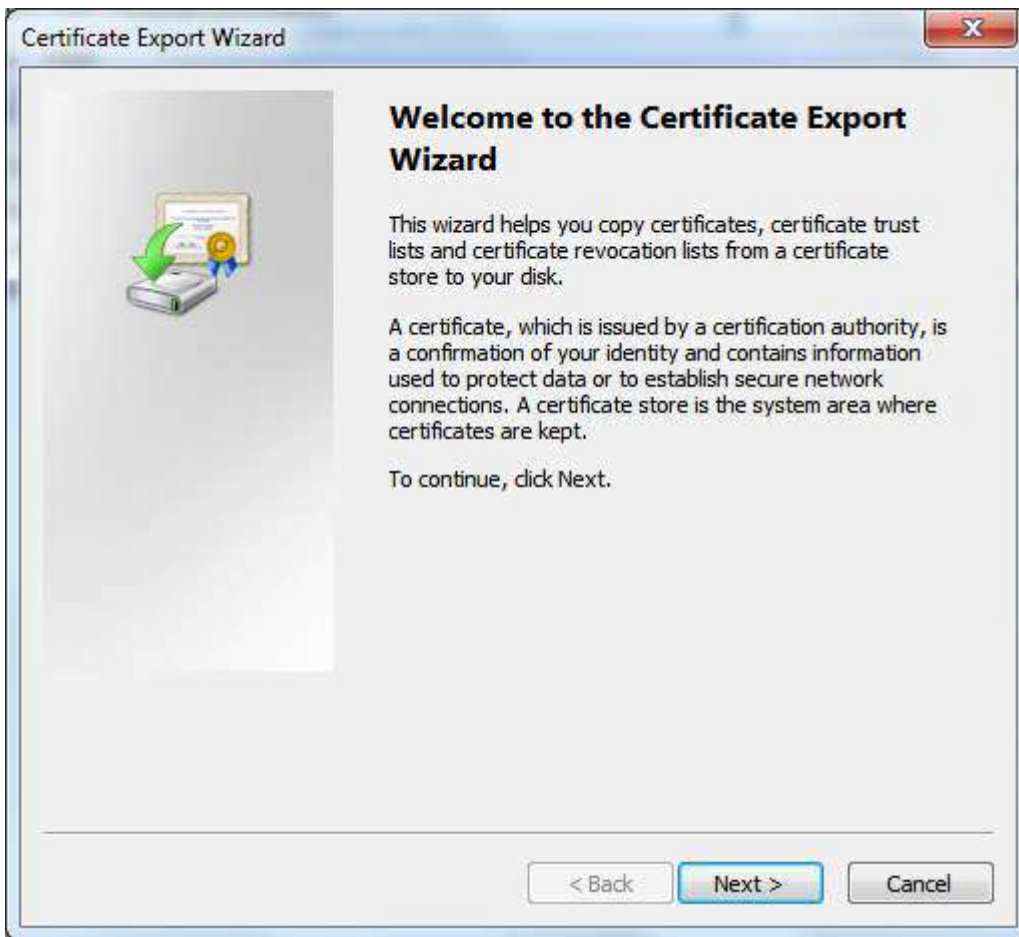 Certificate Export Wizard
Welcome to the Certificate Export
Wizard
This wizard helps you copy certificates, certificate trust
lists and certificate revocation lists from a certificate
store to your disk.
A certificate, which is issued by a certification authority, is
a confirmation of your identity and contains information
used to protect data or to establish secure network
connections. A certificate store is the system area where
certificates are kept.
To continue, click Next.
< Back
Next >
Cancel